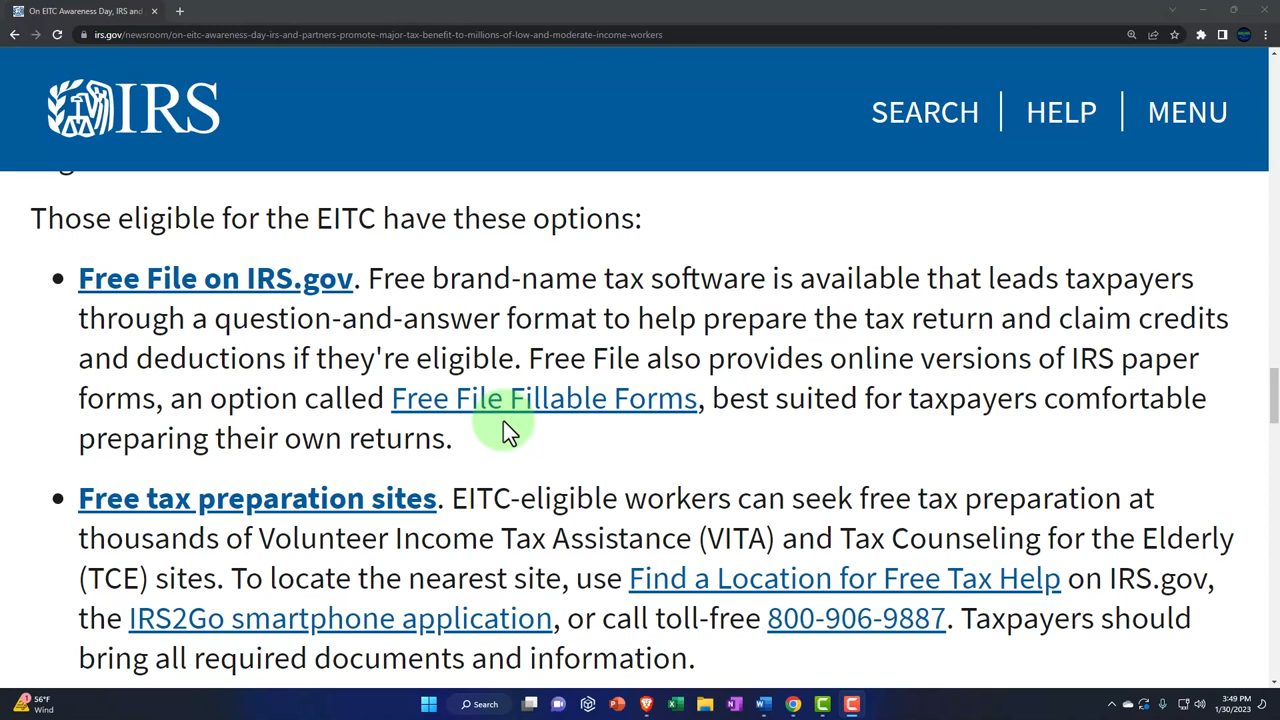 On EITC Awareness Day, IRS and
irs.gov/newsroom/on-eitc-awareness-day-irs-and-partners-promote-major-tax-benefit-to-millions-of-low-and-moderate-income-workers
IRS
SEARCH
HELP
MENU
Those eligible for the EITC have these options:
Free File on IRS.gov. Free brand-name tax software is available that leads taxpayers
through a question-and-answer format to help prepare the tax return and claim credits
and deductions if they're eligible. Free File also provides online versions of IRS paper
forms, an option called Free File Fillable Forms, best suited for taxpayers comfortable
preparing their own returns.
Free tax preparation sites. EITC-eligible workers can seek free tax preparation at
thousands of Volunteer Income Tax Assistance (VITA) and Tax Counseling for the Elderly
(TCE) sites. To locate the nearest site, use Find a Location for Free Tax Help on IRS.gov,
the IRS2Go smartphone application, or call toll-free 800-906-9887. Taxpayers should
bring all required documents and information.
56°F
Wind
Search
3:49 PM
1/30/2023